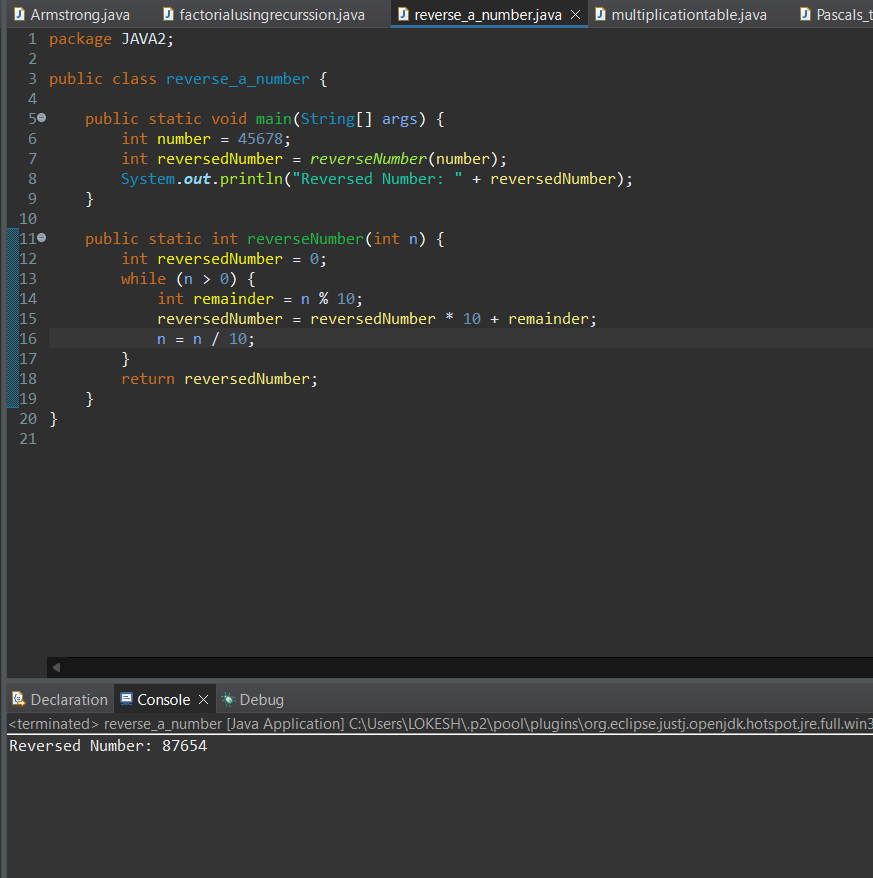 Armstrong.java factorialusingrecurssion.java reverse_a_number.java multiplicationtable.java Pascals_t
1 package JAVA2;
2
3 public class reverse_a_number {
4
5     public static void main(String[] args) {
6         int number = 45678;
7         int reversedNumber = reverseNumber(number);
8         System.out.println("Reversed Number: " + reversedNumber);
9     }
10
11     public static int reverseNumber(int n) {
12         int reversedNumber = 0;
13         while (n > 0) {
14             int remainder = n % 10;
15             reversedNumber = reversedNumber * 10 + remainder;
16             n = n / 10;
17         }
18         return reversedNumber;
19     }
20 }
21
Declaration Console Debug
<terminated> reverse_a_number [Java Application] C:\Users\LOKESH\.p2\pool\plugins\org.eclipse.justj.openjdk.hotspot.jre.full.win3
Reversed Number: 87654